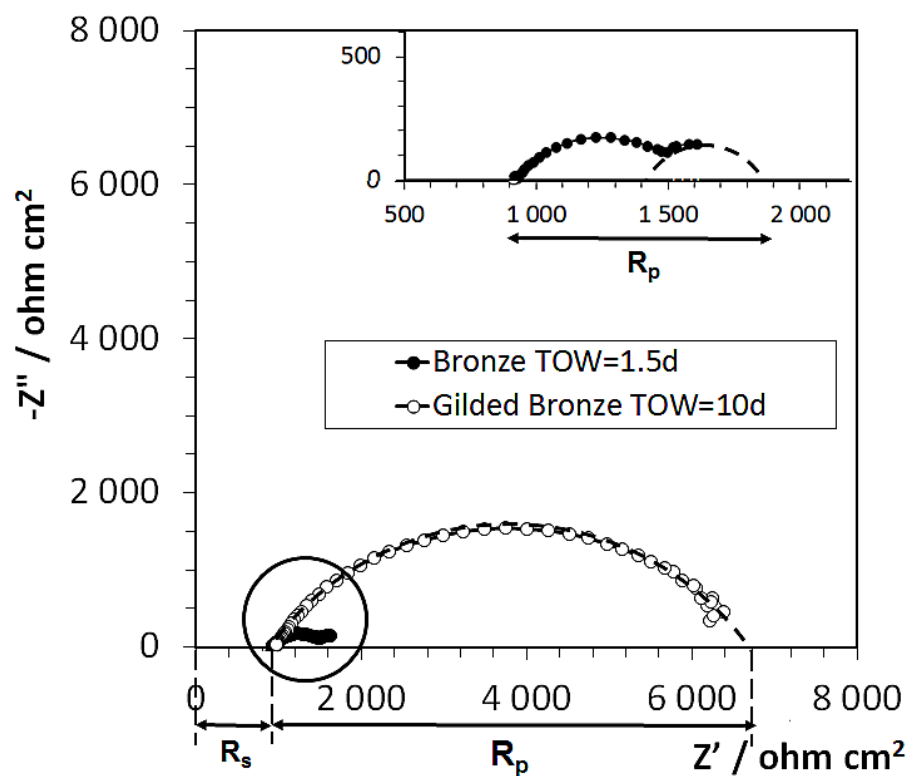 8 000
6 000
4 000
2 000
0
-Z" / ohm cm²
500
0
500
1 000
1 500
2 000
Rp
Bronze TOW=1.5d
Gilded Bronze TOW=10d
0
2 000
4 000
6 000
8 000
Rs
Rp
Z' / ohm cm²